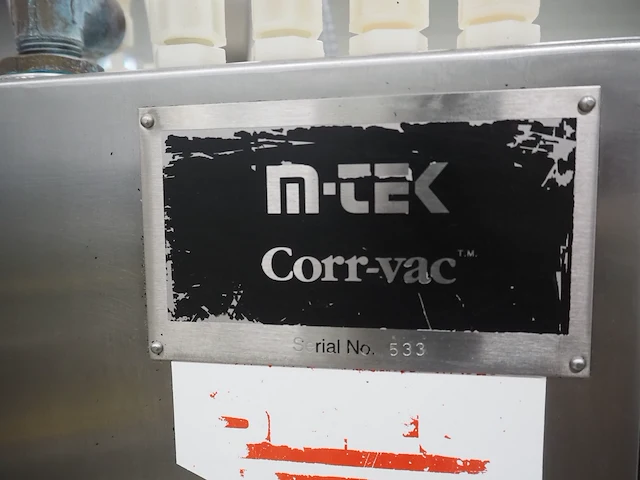 M-TEK
Corr-vac™
Serial No. 533